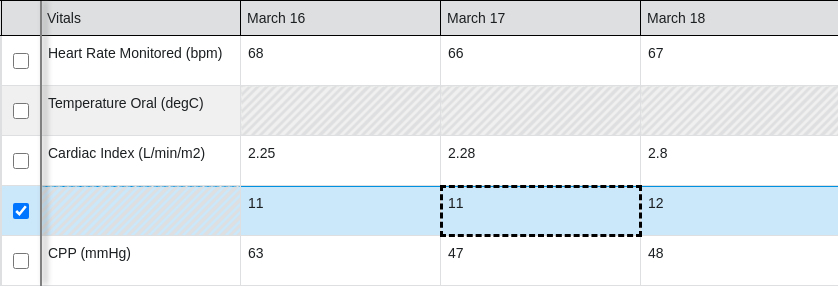 Vitals March 16 March 17 March 18
Heart Rate Monitored (bpm) 68 66 67
Temperature Oral (degC)
Cardiac Index (L/min/m2) 2.25 2.28 2.8
11 11 12
CPP (mmHg) 63 47 48